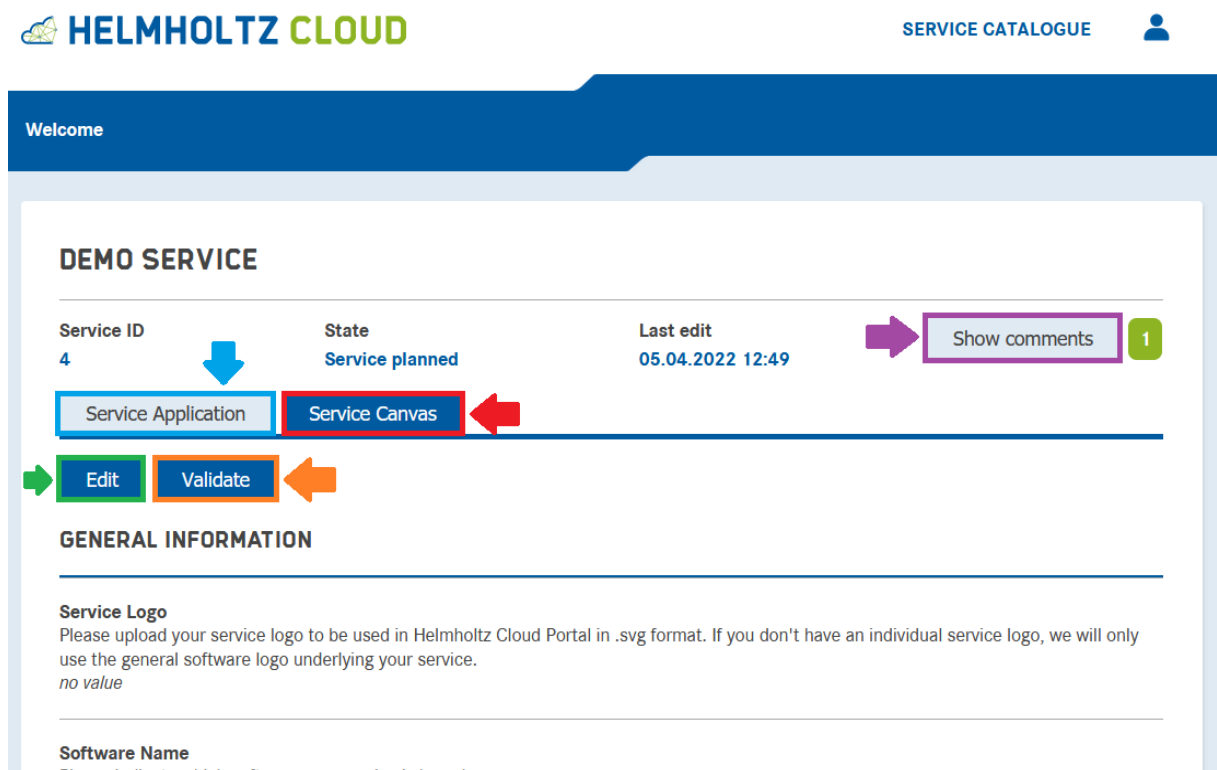 HELMHOLTZ CLOUD
SERVICE CATALOGUE
Welcome
DEMO SERVICE
Service ID
State
Last edit
Show comments
1
4
Service planned
05.04.2022 12:49
Service Application
Service Canvas
Edit
Validate
GENERAL INFORMATION
Service Logo
Please upload your service logo to be used in Helmholtz Cloud Portal in .svg format. If you don't have an individual service logo, we will only
use the general software logo underlying your service.
no value
Software Name